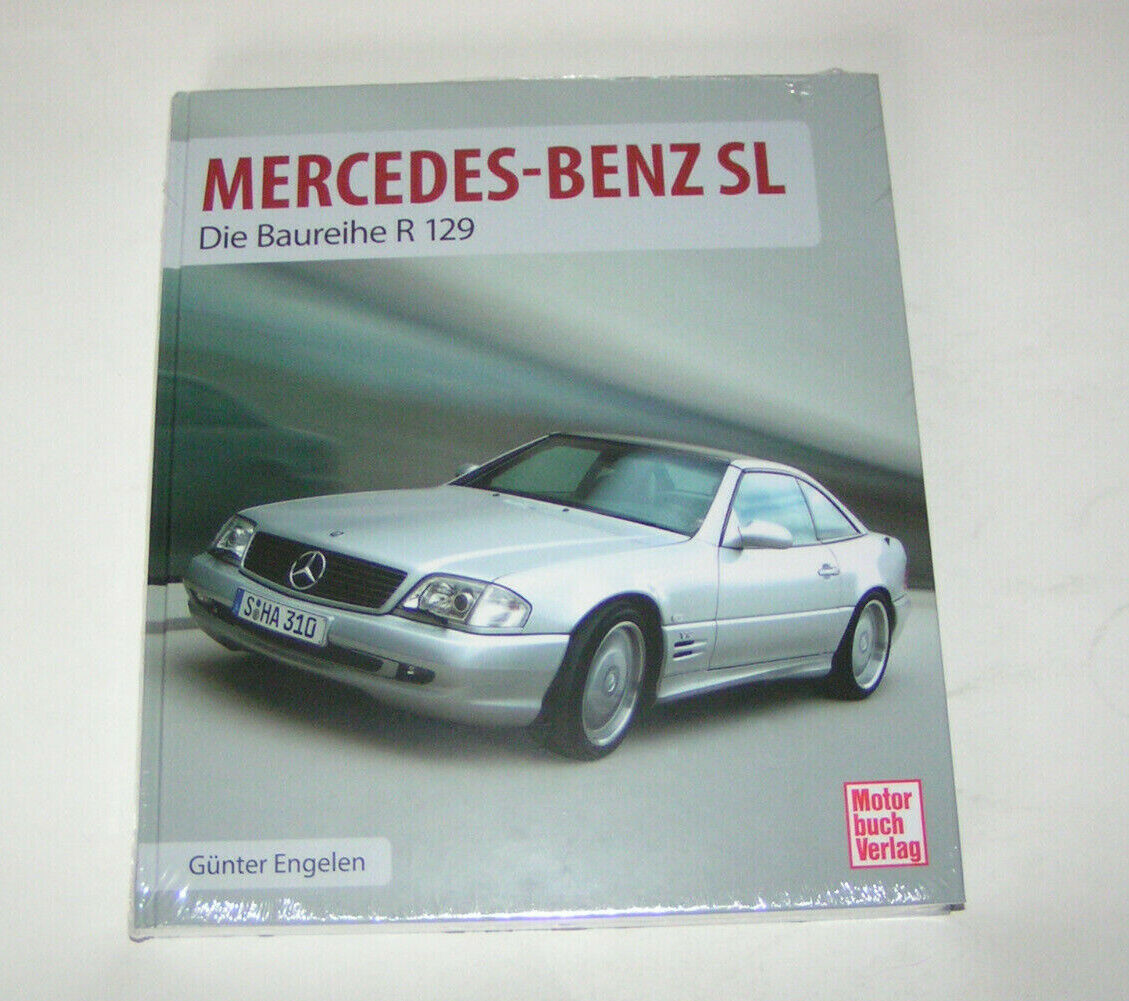 MERCEDES-BENZ SL
Die Baureihe R 129
S HA 310
Günter Engelen
Motor
buch
Verlag